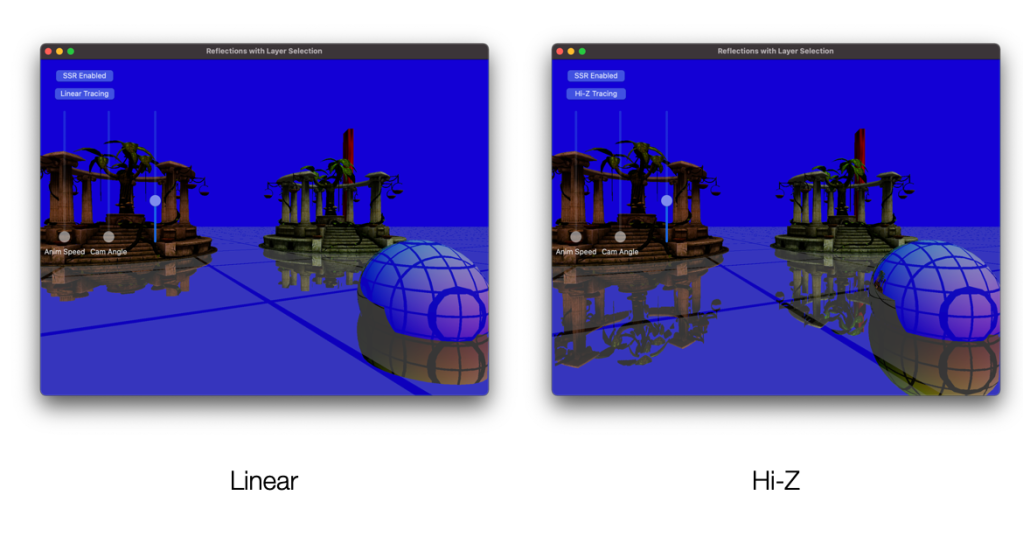 Reflections with Layer Selection
SSR Enabled
Linear Tracing
Anim Speed Cam Angle
Reflections with Layer Selection
SSR Enabled
Hi-Z Tracing
Anim Speed Cam Angle
Linear
Hi-Z